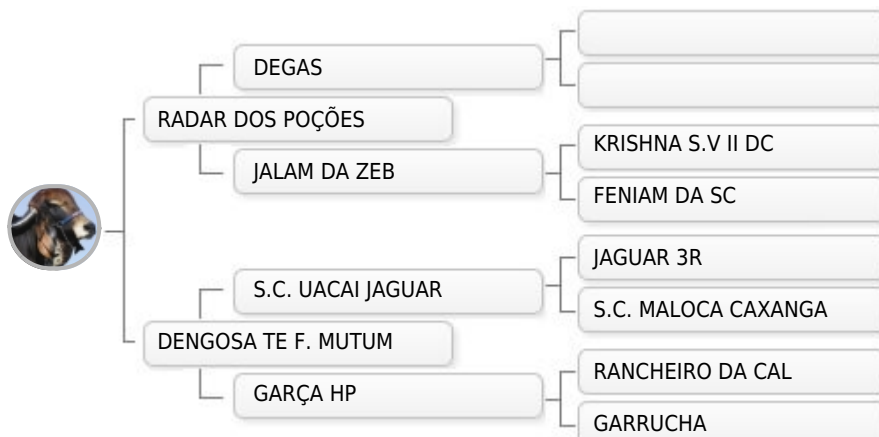 DEGAS
RADAR DOS POÇÕES
JALAM DA ZEB
KRISHNA S.V II DC
FENIAM DA SC
S.C. UACAI JAGUAR
JAGUAR 3R
S.C. MALOCA CAXANGA
DENGOSA TE F. MUTUM
GARÇA HP
RANCHEIRO DA CAL
GARRUCHA